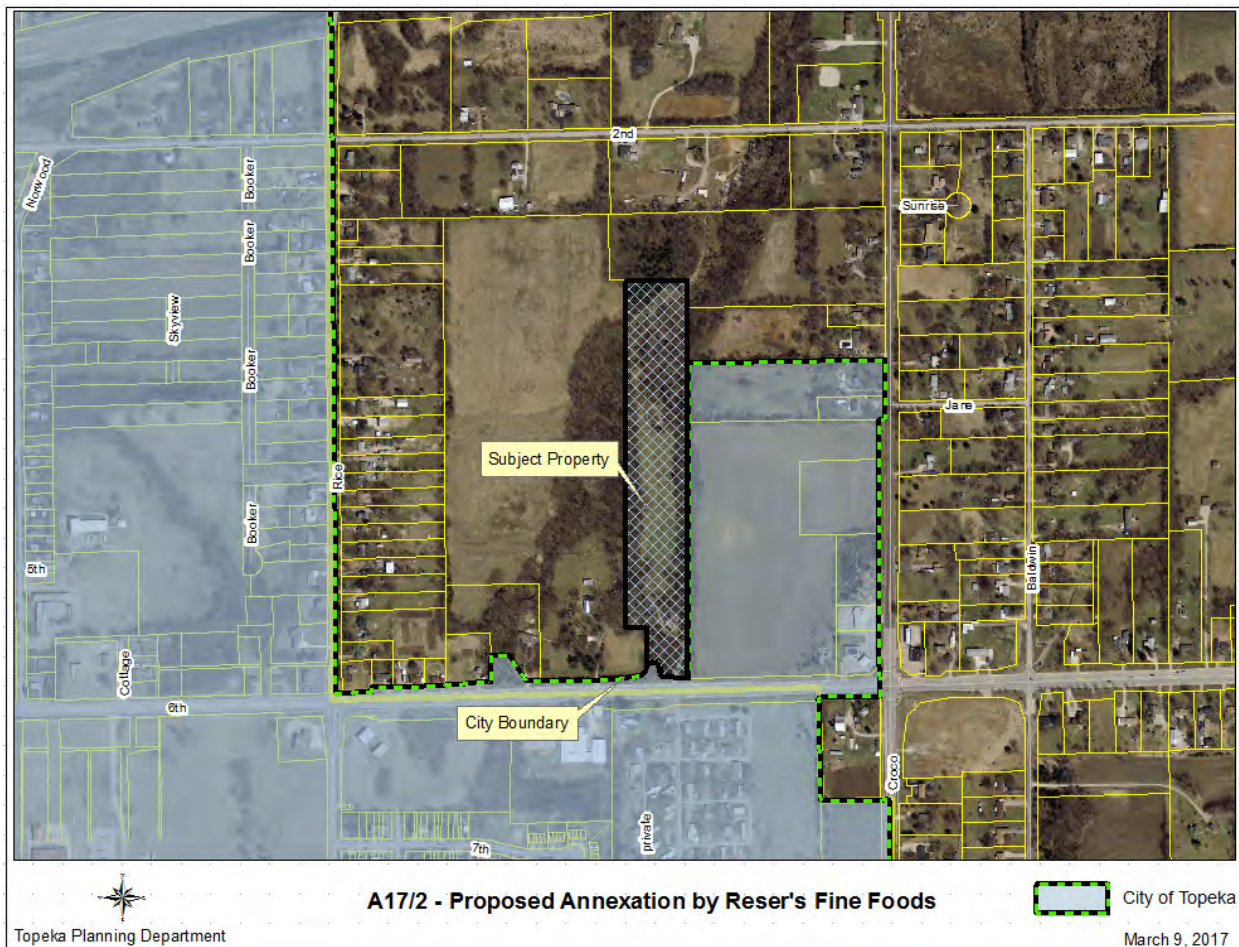 2nd
Norwood
Booker
Booker
Sunrise
Skyview
Booker
Jane
Subject Property
Rice
Booker
5th
Baldwin
Cottage
6th
City Boundary
Croco
private
7th
A17/2 - Proposed Annexation by Reser's Fine Foods
City of Topeka
Topeka Planning Department
March 9, 2017